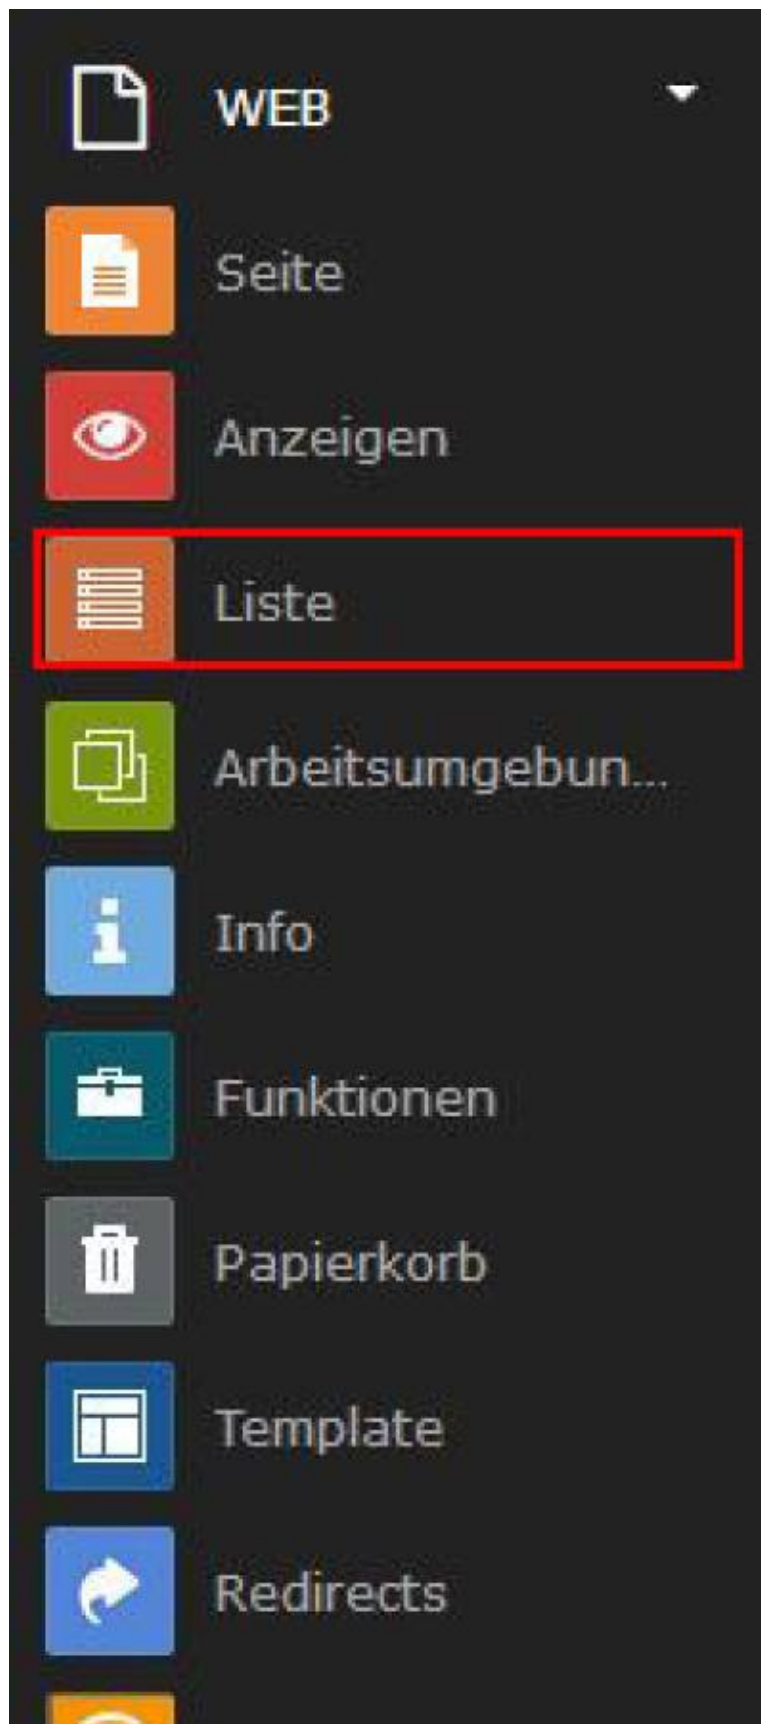 WEB
Seite
Anzeigen
Liste
Arbeitsumgebun...
Info
Funktionen
Papierkorb
Template
Redirects